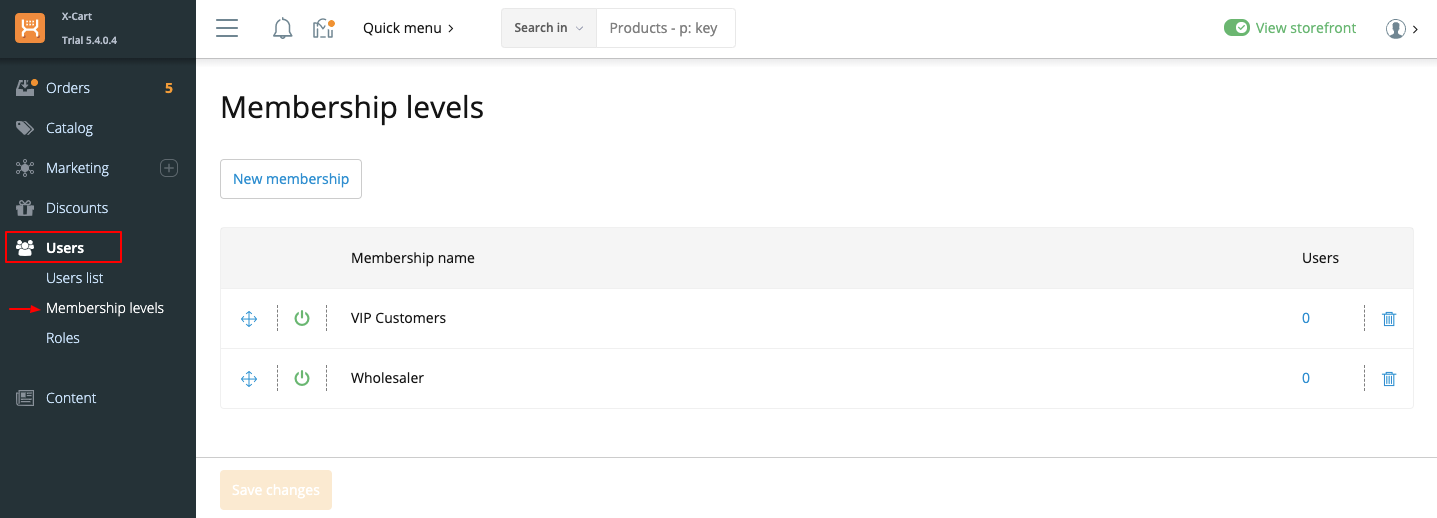 X-Cart
Trial 5.4.0.4
Quick menu
Search in
Products - p: key
View storefront
Orders 5
Catalog
Marketing
Discounts
Users
Users list
Membership levels
Roles
Content
Membership levels
New membership
Membership name Users
VIP Customers 0
Wholesaler 0
Save changes